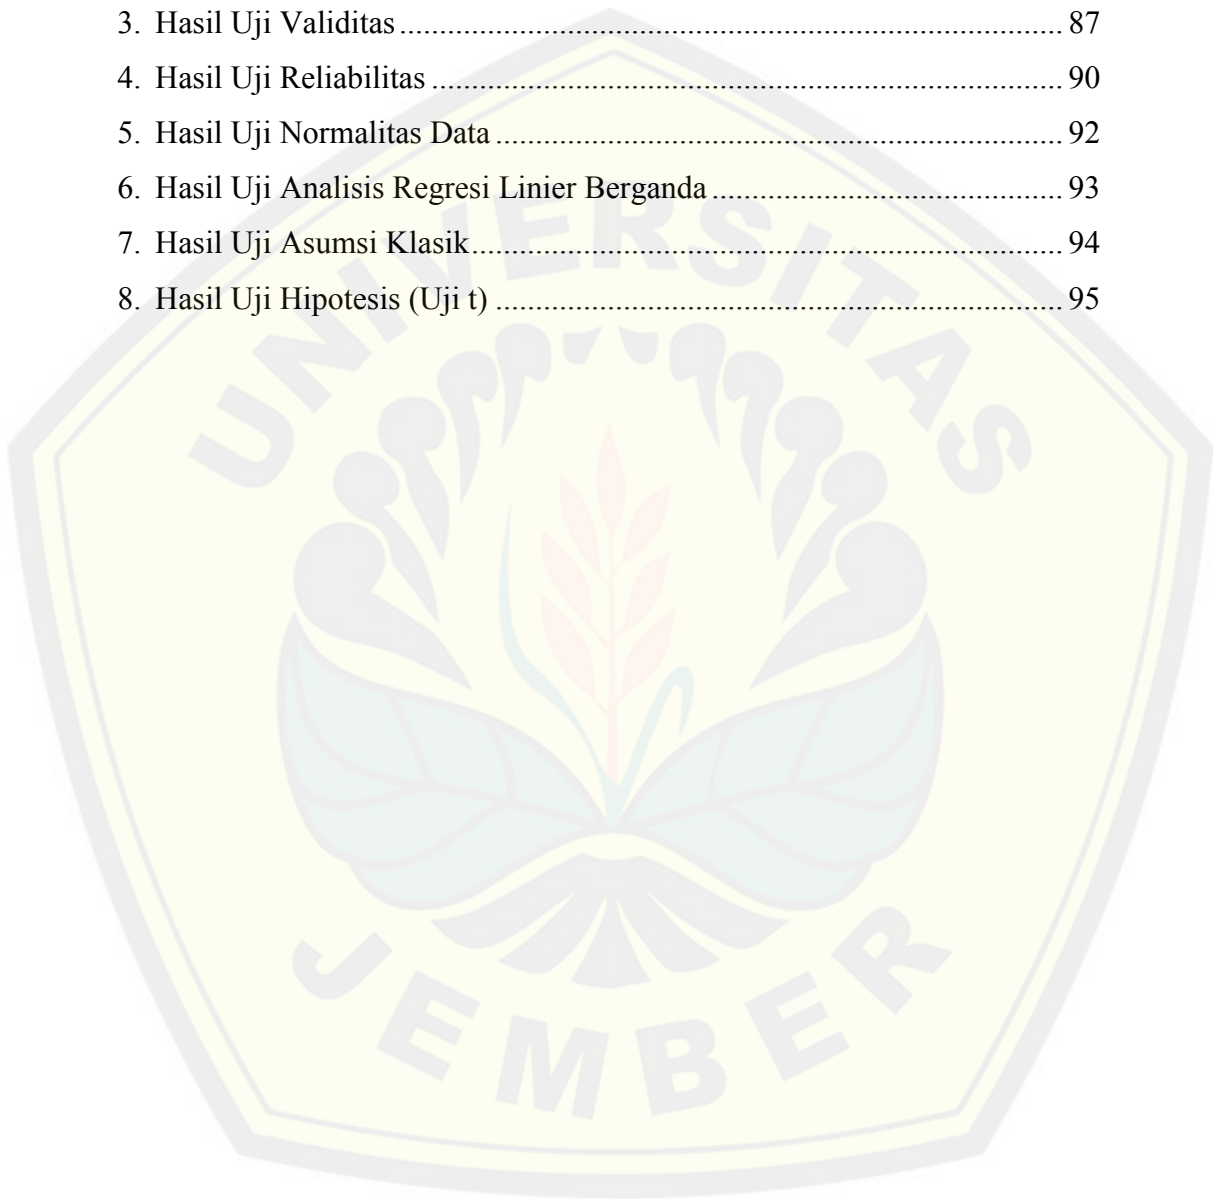 3. Hasil Uji Validitas ................................................................................... 87
4. Hasil Uji Reliabilitas ............................................................................... 90
5. Hasil Uji Normalitas Data ....................................................................... 92
6. Hasil Uji Analisis Regresi Linier Berganda ............................................ 93
7. Hasil Uji Asumsi Klasik .......................................................................... 94
8. Hasil Uji Hipotesis (Uji t) ....................................................................... 95
UNIVERSITAS
JEMBER